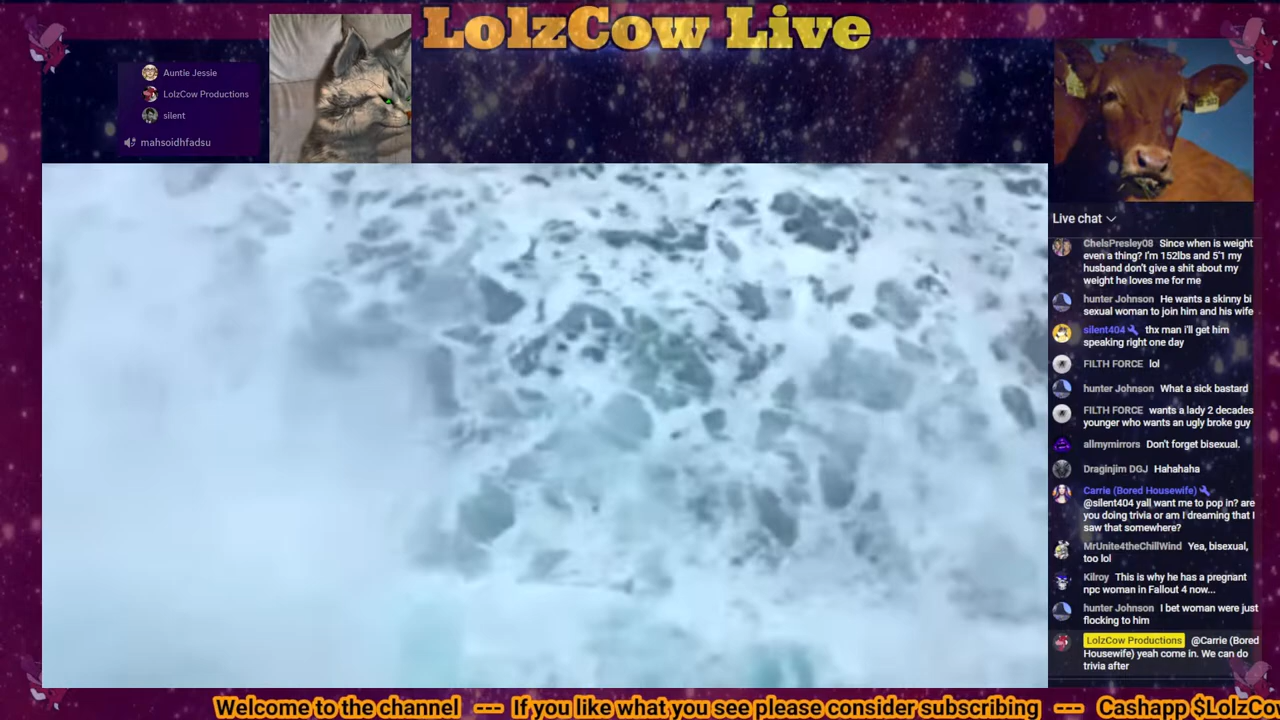 LolzCow Live
Auntie Jessie
LolzCow Productions
silent
mahsoidhfadsu
Live chat
ChelsPresley08 Since when is weight
even a thing? I'm 152lbs and 5'1 my
husband don't give a shit about my
weight he loves me for me
hunter Johnson He wants a skinny bi
sexual woman to join him and his wife
silent404 thx man i'll get him
speaking right one day
FILTH FORCE lol
hunter Johnson What a sick bastard
FILTH FORCE wants a lady 2 decades
younger who wants an ugly broke guy
allmymirrors Don't forget bisexual.
Draginjim DGJ Hahahaha
Carrie (Bored Housewife)
@silent404 yall want me to pop in? are
you doing trivia or am I dreaming that I
saw that somewhere?
MrUnite4theChillWind Yea, bisexual,
too lol
Kilroy This is why he has a pregnant
npc woman in Fallout 4 now...
hunter Johnson I bet woman were just
flocking to him
LolzCow Productions @Carrie (Bored
Housewife) yeah come in. We can do
trivia after
Welcome to the channel --- If you like what you see please consider subscribing --- Cashapp $LolzCow